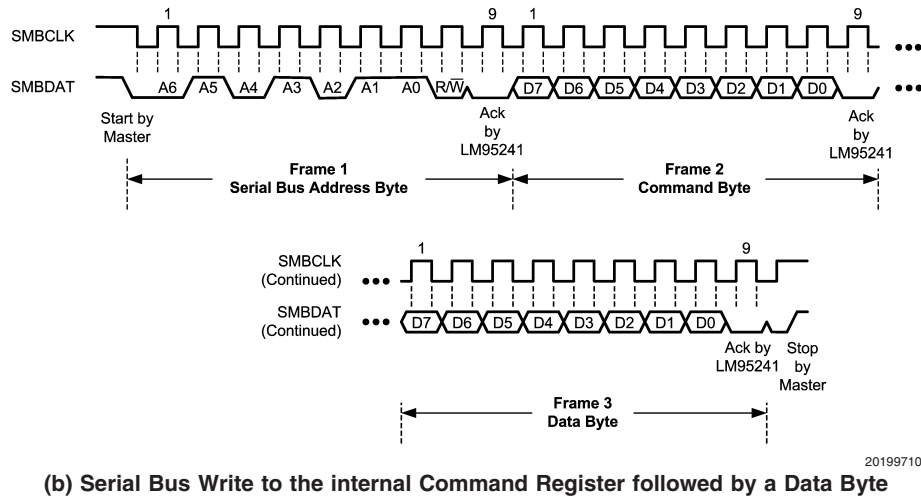 1 9 1 9
SMBCLK
SMBDAT A6 A5 A4 A3 A2 A1 A0 R/W̅ D7 D6 D5 D4 D3 D2 D1 D0
Start by
Master
Ack
by
LM95241
Ack
by
LM95241
Frame 1
Serial Bus Address Byte
Frame 2
Command Byte
1 9
SMBCLK
(Continued)
SMBDAT
(Continued)
D7 D6 D5 D4 D3 D2 D1 D0
Ack by
LM95241
Stop
by
Master
Frame 3
Data Byte
20199710
(b) Serial Bus Write to the internal Command Register followed by a Data Byte